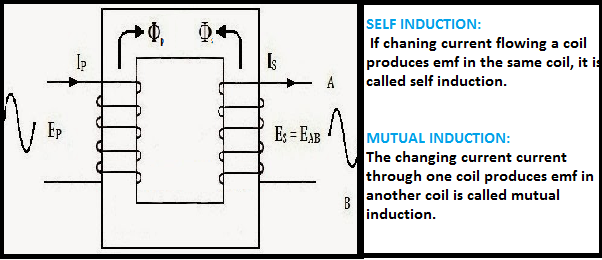 Φp Φs
IP IS
A
EP
ES = EAB
B
SELF INDUCTION:
If chaning current flowing a coil
produces emf in the same coil, it is
called self induction.
MUTUAL INDUCTION:
The changing current current
through one coil produces emf in
another coil is called mutual
induction.